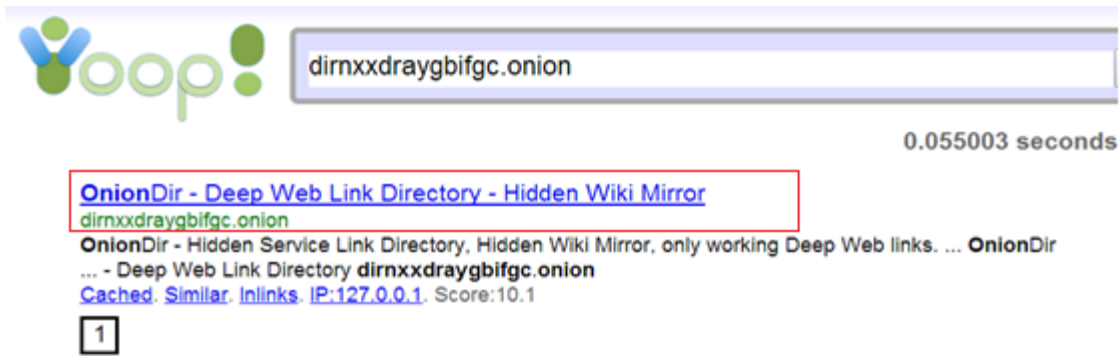 Yoop!
dirnxxdraygbifgc.onion
0.055003 seconds
OnionDir - Deep Web Link Directory - Hidden Wiki Mirror
dirnxxdraygbifgc.onion
OnionDir - Hidden Service Link Directory, Hidden Wiki Mirror, only working Deep Web links. ... OnionDir
... - Deep Web Link Directory dirnxxdraygbifgc.onion
Cached. Similar. Inlinks. IP:127.0.0.1. Score:10.1
1